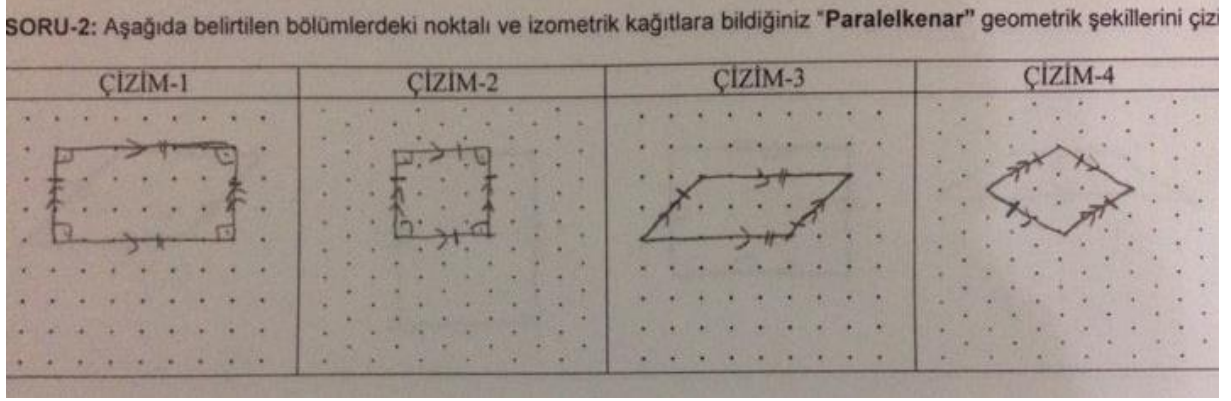 SORU-2: Aşağıda belirtilen bölümlerdeki noktalı ve izometrik kağıtlara bildiğiniz "Paralelkenar" geometrik şekillerini çizi
ÇİZİM-1 ÇİZİM-2 ÇİZİM-3 ÇİZİM-4